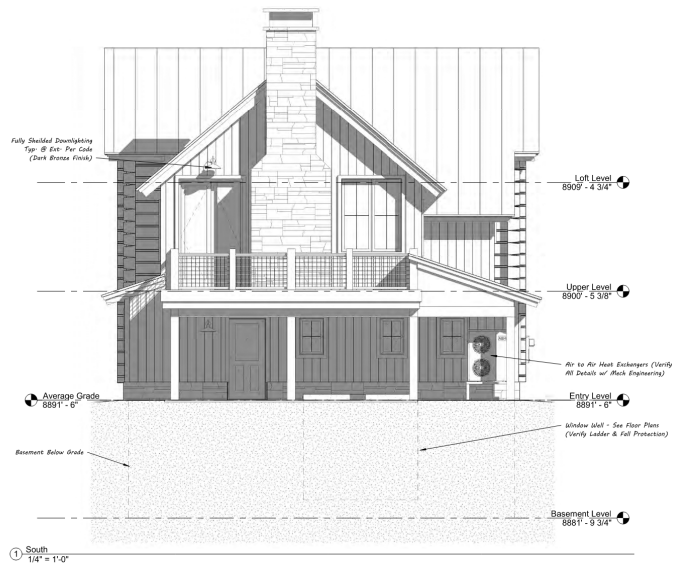 Fully Sheilded Downlighting
Typ. @ Ext. Per Code
(Dark Bronze Finish)
Loft Level
8909' - 4 3/4"
Upper Level
8900' - 5 3/8"
Air to Air Heat Exchangers (Verify
All Details w/ Mech Engineering)
Average Grade
8891' - 6"
Entry Level
8891' - 6"
Window Well - See Floor Plans
(Verify Ladder & Fall Protection)
Basement Below Grade
Basement Level
8881' - 9 3/4"
1 South
1/4" = 1'-0"